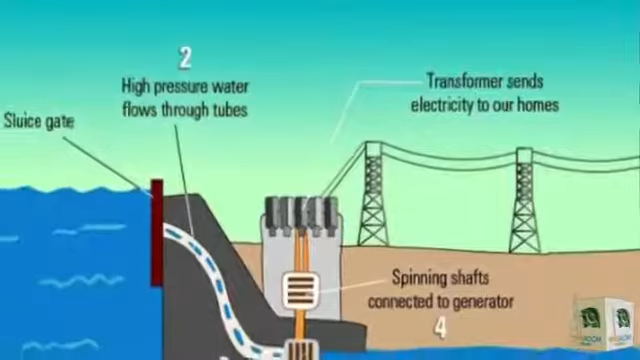 2
High pressure water
flows through tubes
Transformer sends
electricity to our homes
Sluice gate
Spinning shafts
connected to generator
4